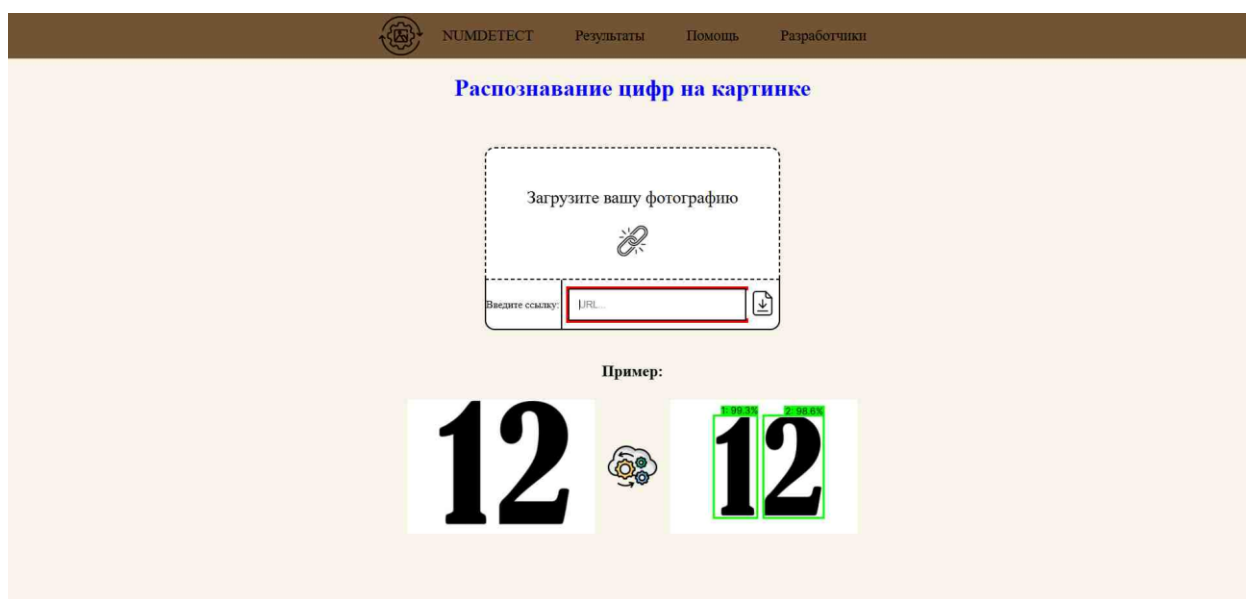 NUMDETECT Результаты Помощь Разработчики
Распознавание цифр на картинке
Загрузите вашу фотографию
Введите ссылку: URL...
Пример:
12 1: 99.3% 2: 98.6%
12